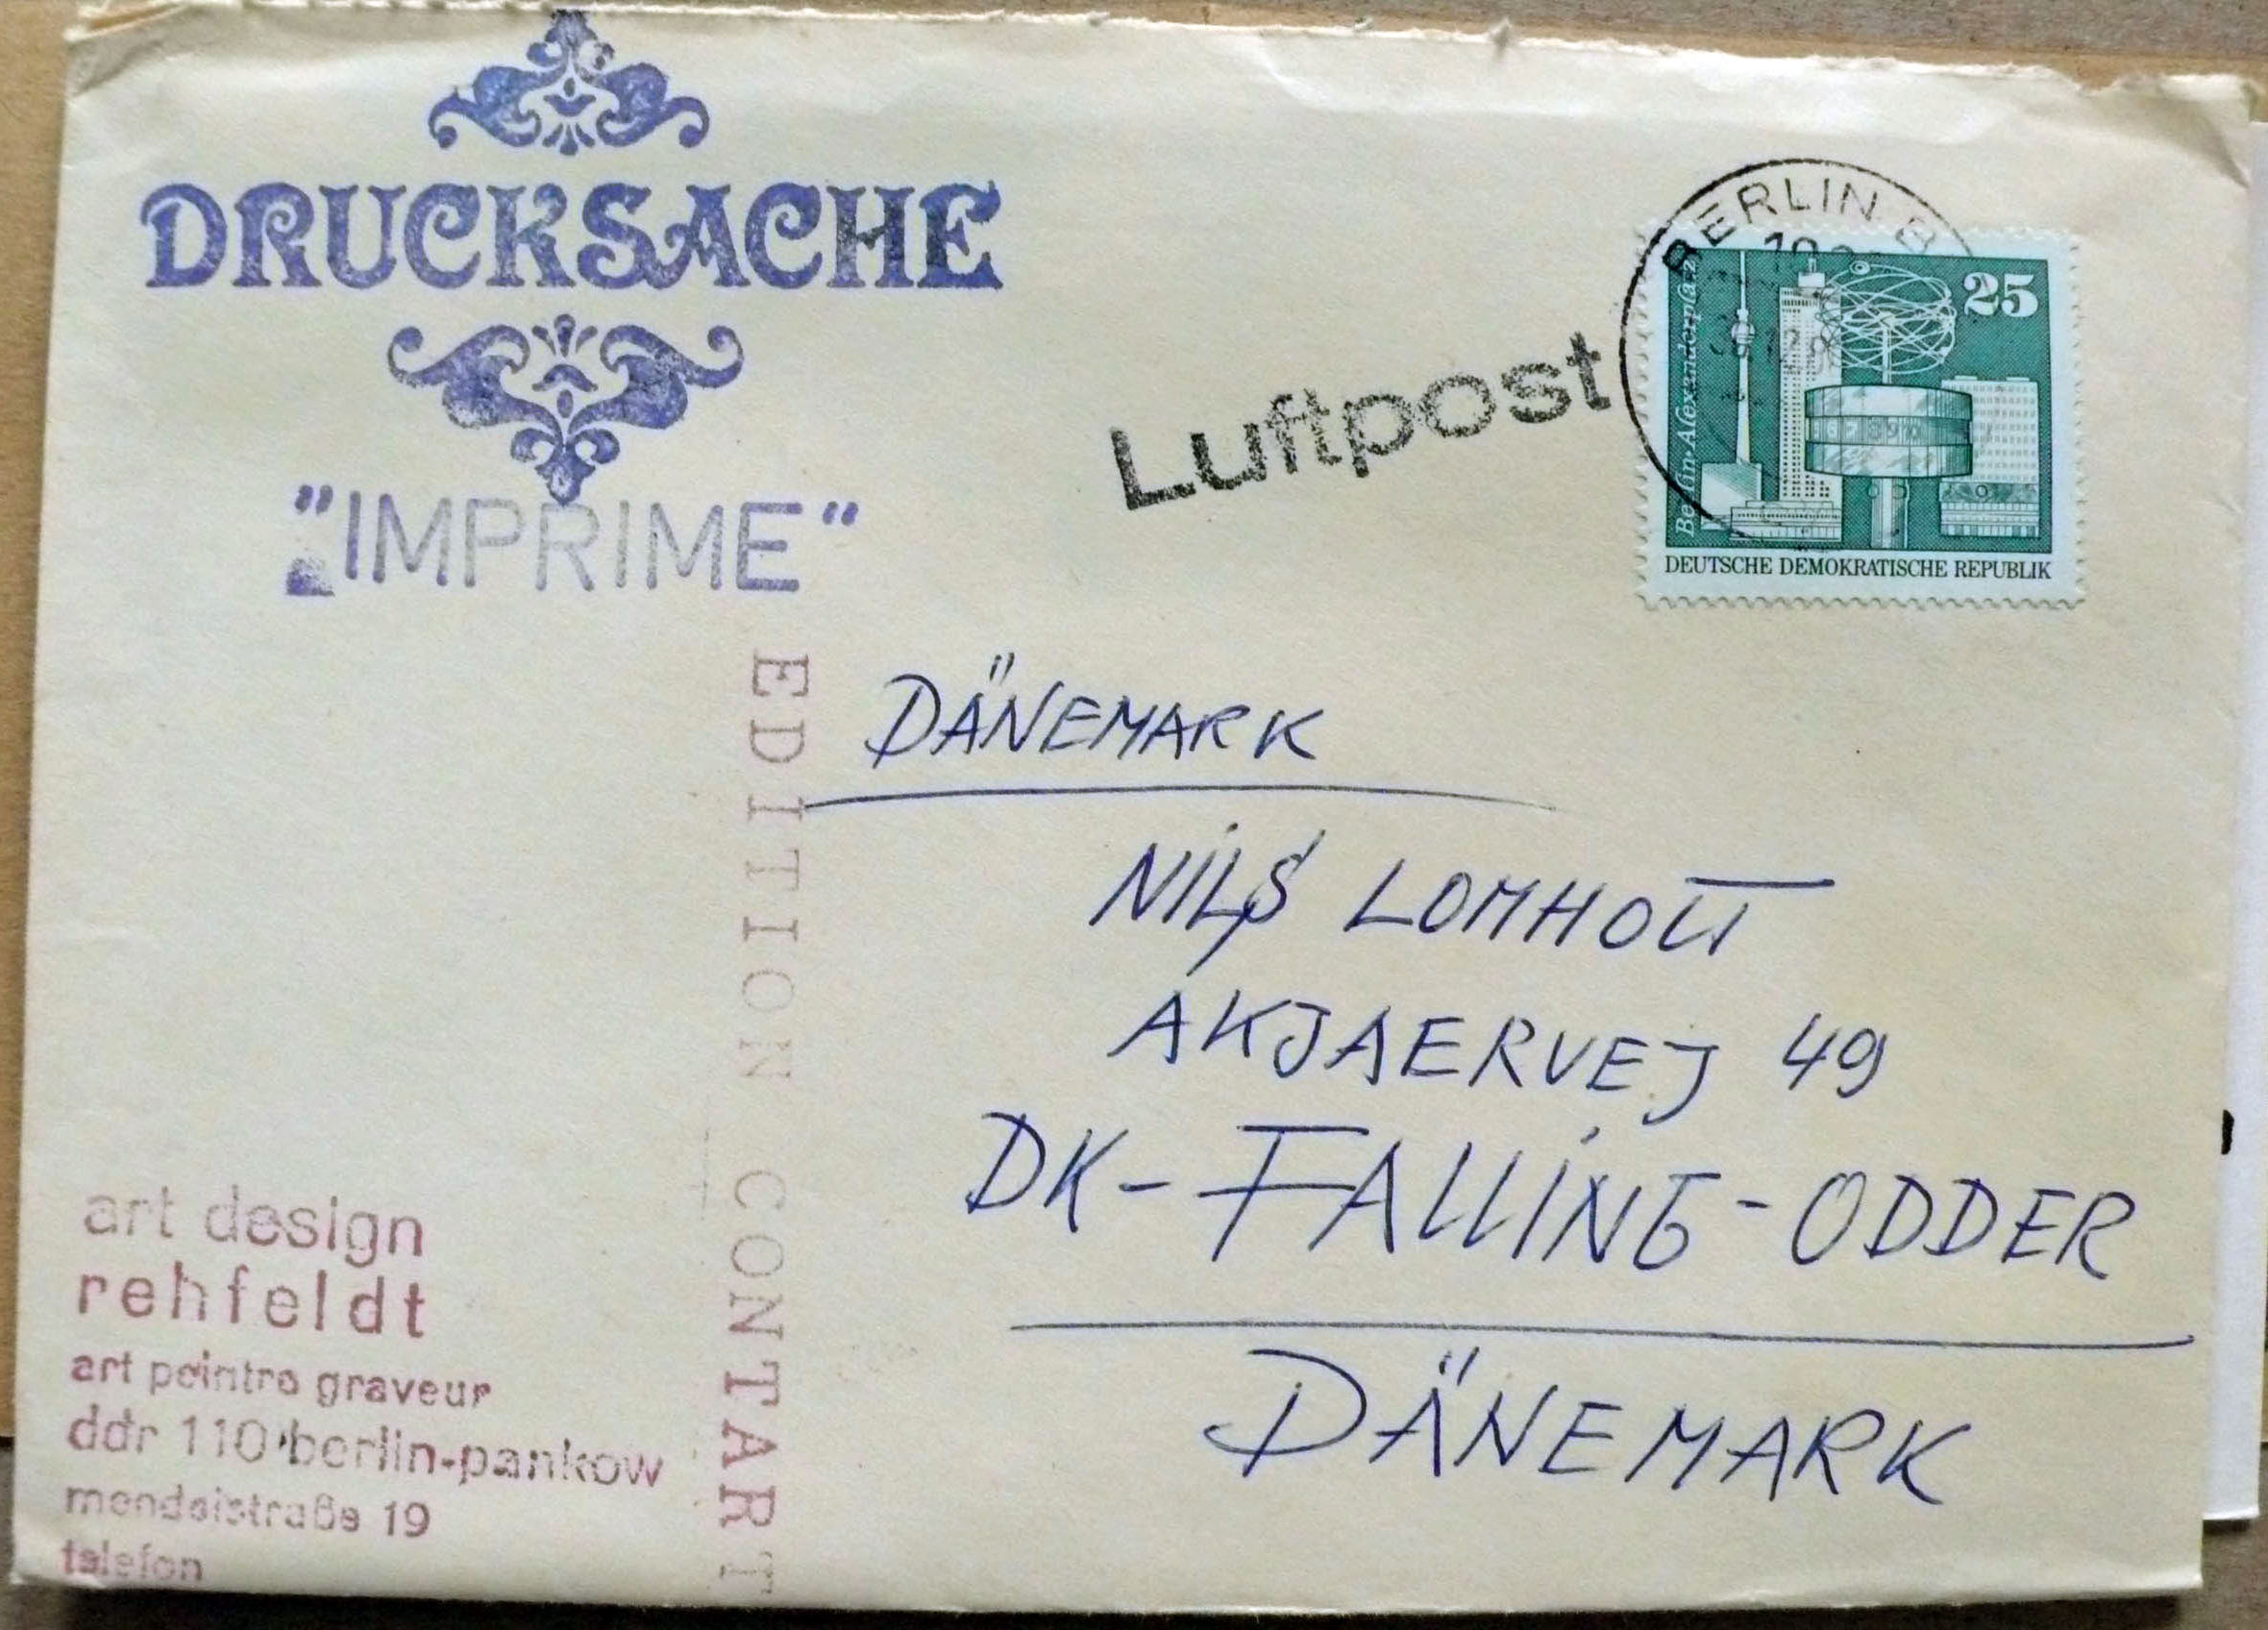 DRUCKSACHE
"IMPRIME"
Luftpost
BERLIN
25
Berlin-Alexanderplatz
DEUTSCHE DEMOKRATISCHE REPUBLIK
EDITION CONTART
DÄNEMARK
NILS LOMHOLT
AKJAERVEJ 49
DK-FALLING-ODDER
DÄNEMARK
art design
rehfeldt
art peintre graveur
ddr 110 berlin-pankow
mendelstraße 19
telefon